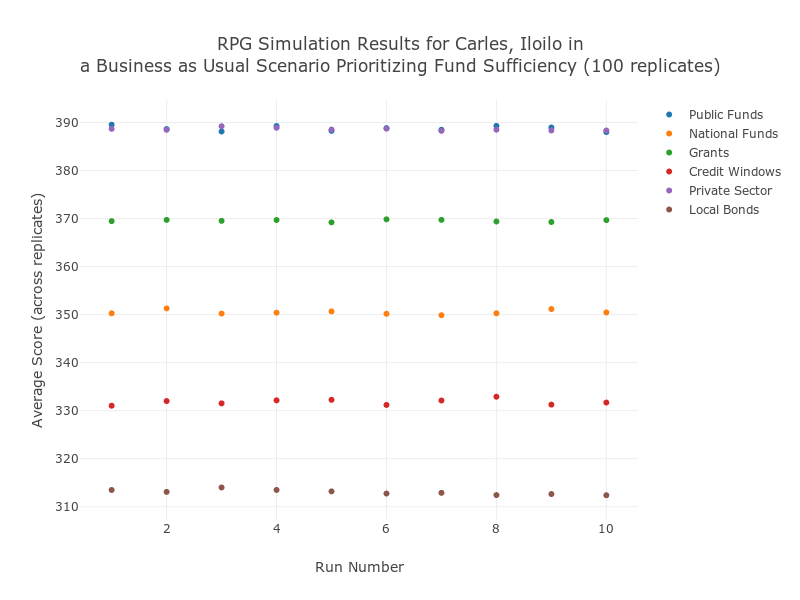 RPG Simulation Results for Carles, Iloilo in
a Business as Usual Scenario Prioritizing Fund Sufficiency (100 replicates)
390
380
370
360
350
340
330
320
310
Average Score (across replicates)
2
4
6
8
10
Run Number
Public Funds
National Funds
Grants
Credit Windows
Private Sector
Local Bonds